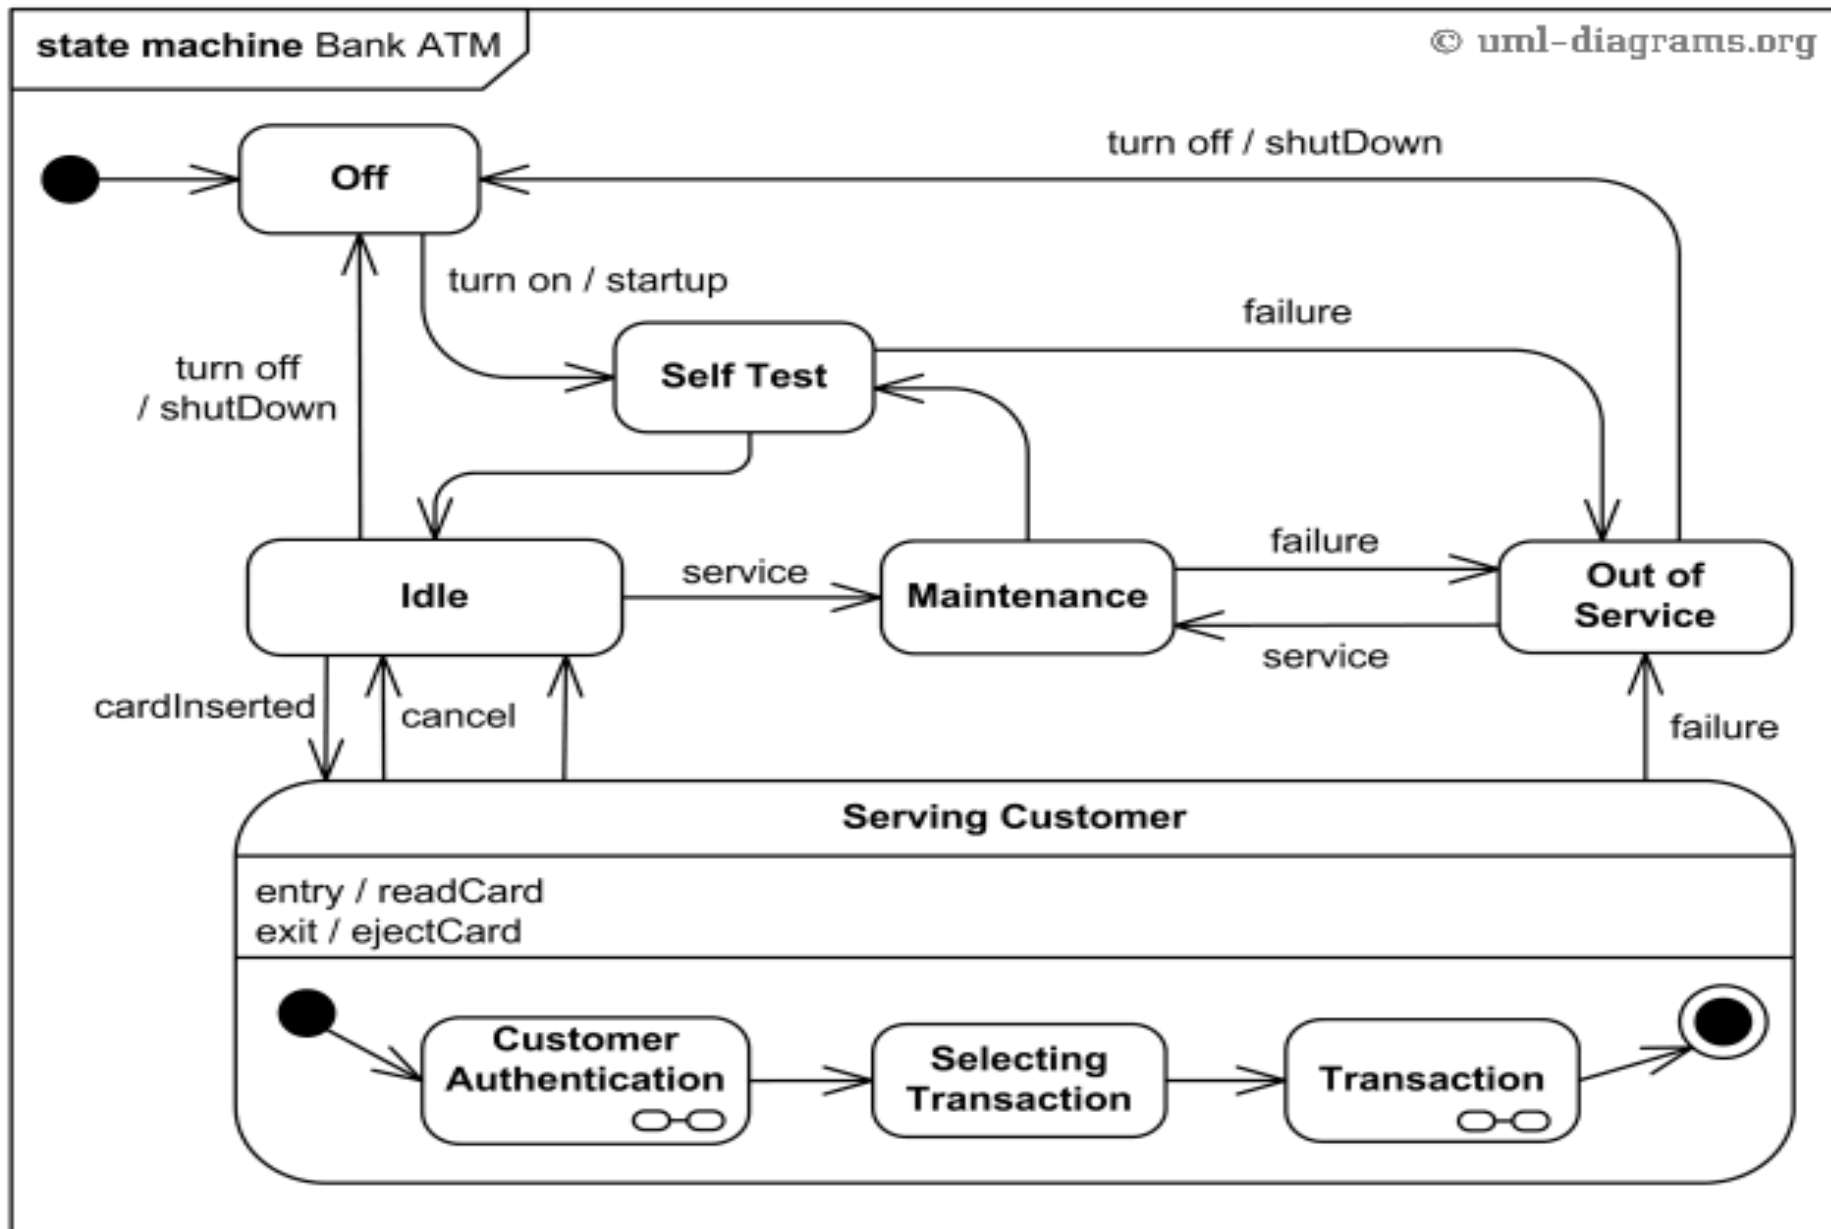 state machine Bank ATM
© uml-diagrams.org
Off
turn off / shutDown
turn on / startup
failure
turn off
/ shutDown
Self Test
Idle
service
Maintenance
failure
service
Out of
Service
cardInserted
cancel
failure
Serving Customer
entry / readCard
exit / ejectCard
Customer
Authentication
Selecting
Transaction
Transaction